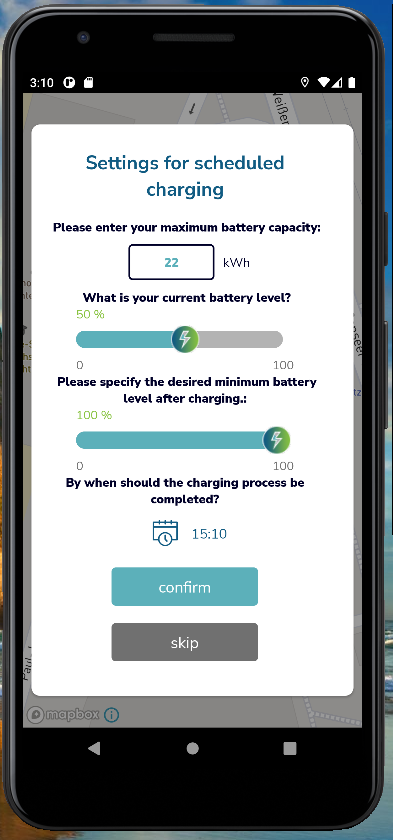 3:10
Weißen
Settings for scheduled
charging
Please enter your maximum battery capacity:
22 kWh
What is your current battery level?
50 %
0 100
Please specify the desired minimum battery
level after charging.:
100 %
0 100
By when should the charging process be
completed?
15:10
confirm
skip
mapbox